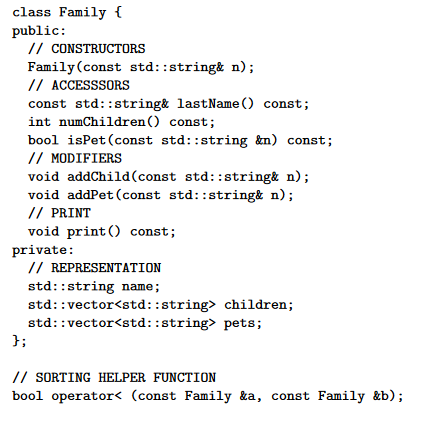 class Family {
public:
// CONSTRUCTORS
Family(const std::string& n);
// ACCESSSORS
const std::string& lastName() const;
int numChildren() const;
bool isPet(const std::string &n) const;
// MODIFIERS
void addChild(const std::string& n);
void addPet(const std::string& n);
// PRINT
void print() const;
private:
// REPRESENTATION
std::string name;
std::vector<std::string> children;
std::vector<std::string> pets;
};
// SORTING HELPER FUNCTION
bool operator< (const Family &a, const Family &b);